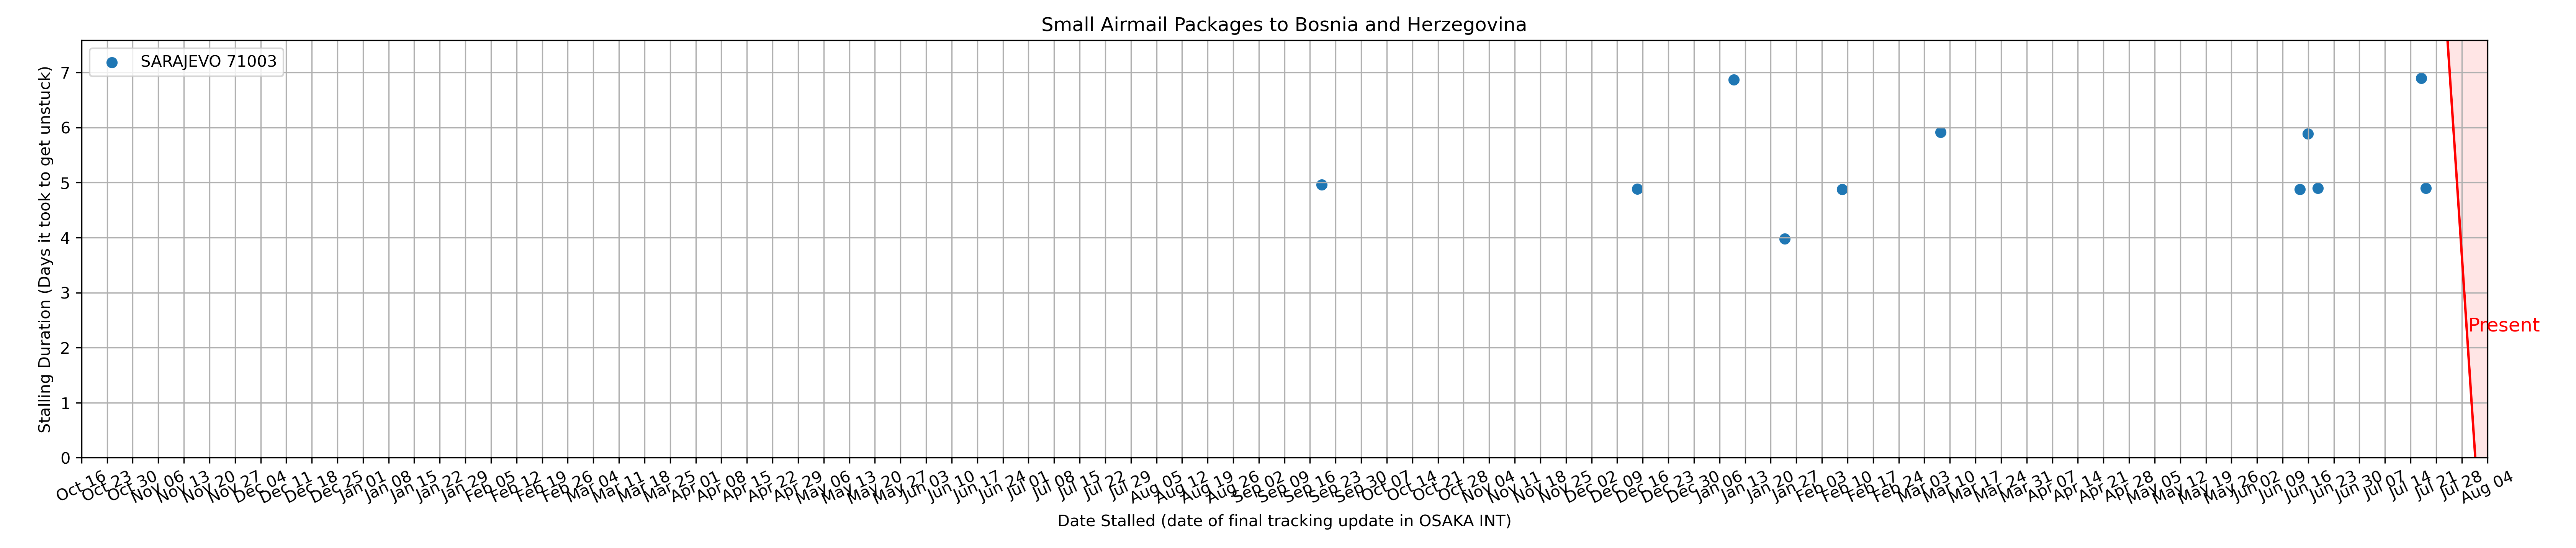 Small Airmail Packages to Bosnia and Herzegovina
SARAJEVO 71003
Stalling Duration (Days it took to get unstuck)
7
6
5
4
3
2
1
0
Present
Oct 16
Oct 23
Oct 30
Nov 06
Nov 13
Nov 20
Nov 27
Dec 04
Dec 11
Dec 18
Dec 25
Jan 01
Jan 08
Jan 15
Jan 22
Jan 29
Feb 05
Feb 12
Feb 19
Feb 26
Mar 04
Mar 11
Mar 18
Mar 25
Apr 01
Apr 08
Apr 15
Apr 22
Apr 29
May 06
May 13
May 20
May 27
Jun 03
Jun 10
Jun 17
Jun 24
Jul 01
Jul 08
Jul 15
Jul 22
Jul 29
Aug 05
Aug 12
Aug 19
Aug 26
Sep 02
Sep 09
Sep 16
Sep 23
Sep 30
Oct 07
Oct 14
Oct 21
Oct 28
Nov 04
Nov 11
Nov 18
Nov 25
Dec 02
Dec 09
Dec 16
Dec 23
Dec 30
Jan 06
Jan 13
Jan 20
Jan 27
Feb 03
Feb 10
Feb 17
Feb 24
Mar 03
Mar 10
Mar 17
Mar 24
Mar 31
Apr 07
Apr 14
Apr 21
Apr 28
May 05
May 12
May 19
May 26
Jun 02
Jun 09
Jun 16
Jun 23
Jun 30
Jul 07
Jul 14
Jul 21
Jul 28
Aug 04
Date Stalled (date of final tracking update in OSAKA INT)